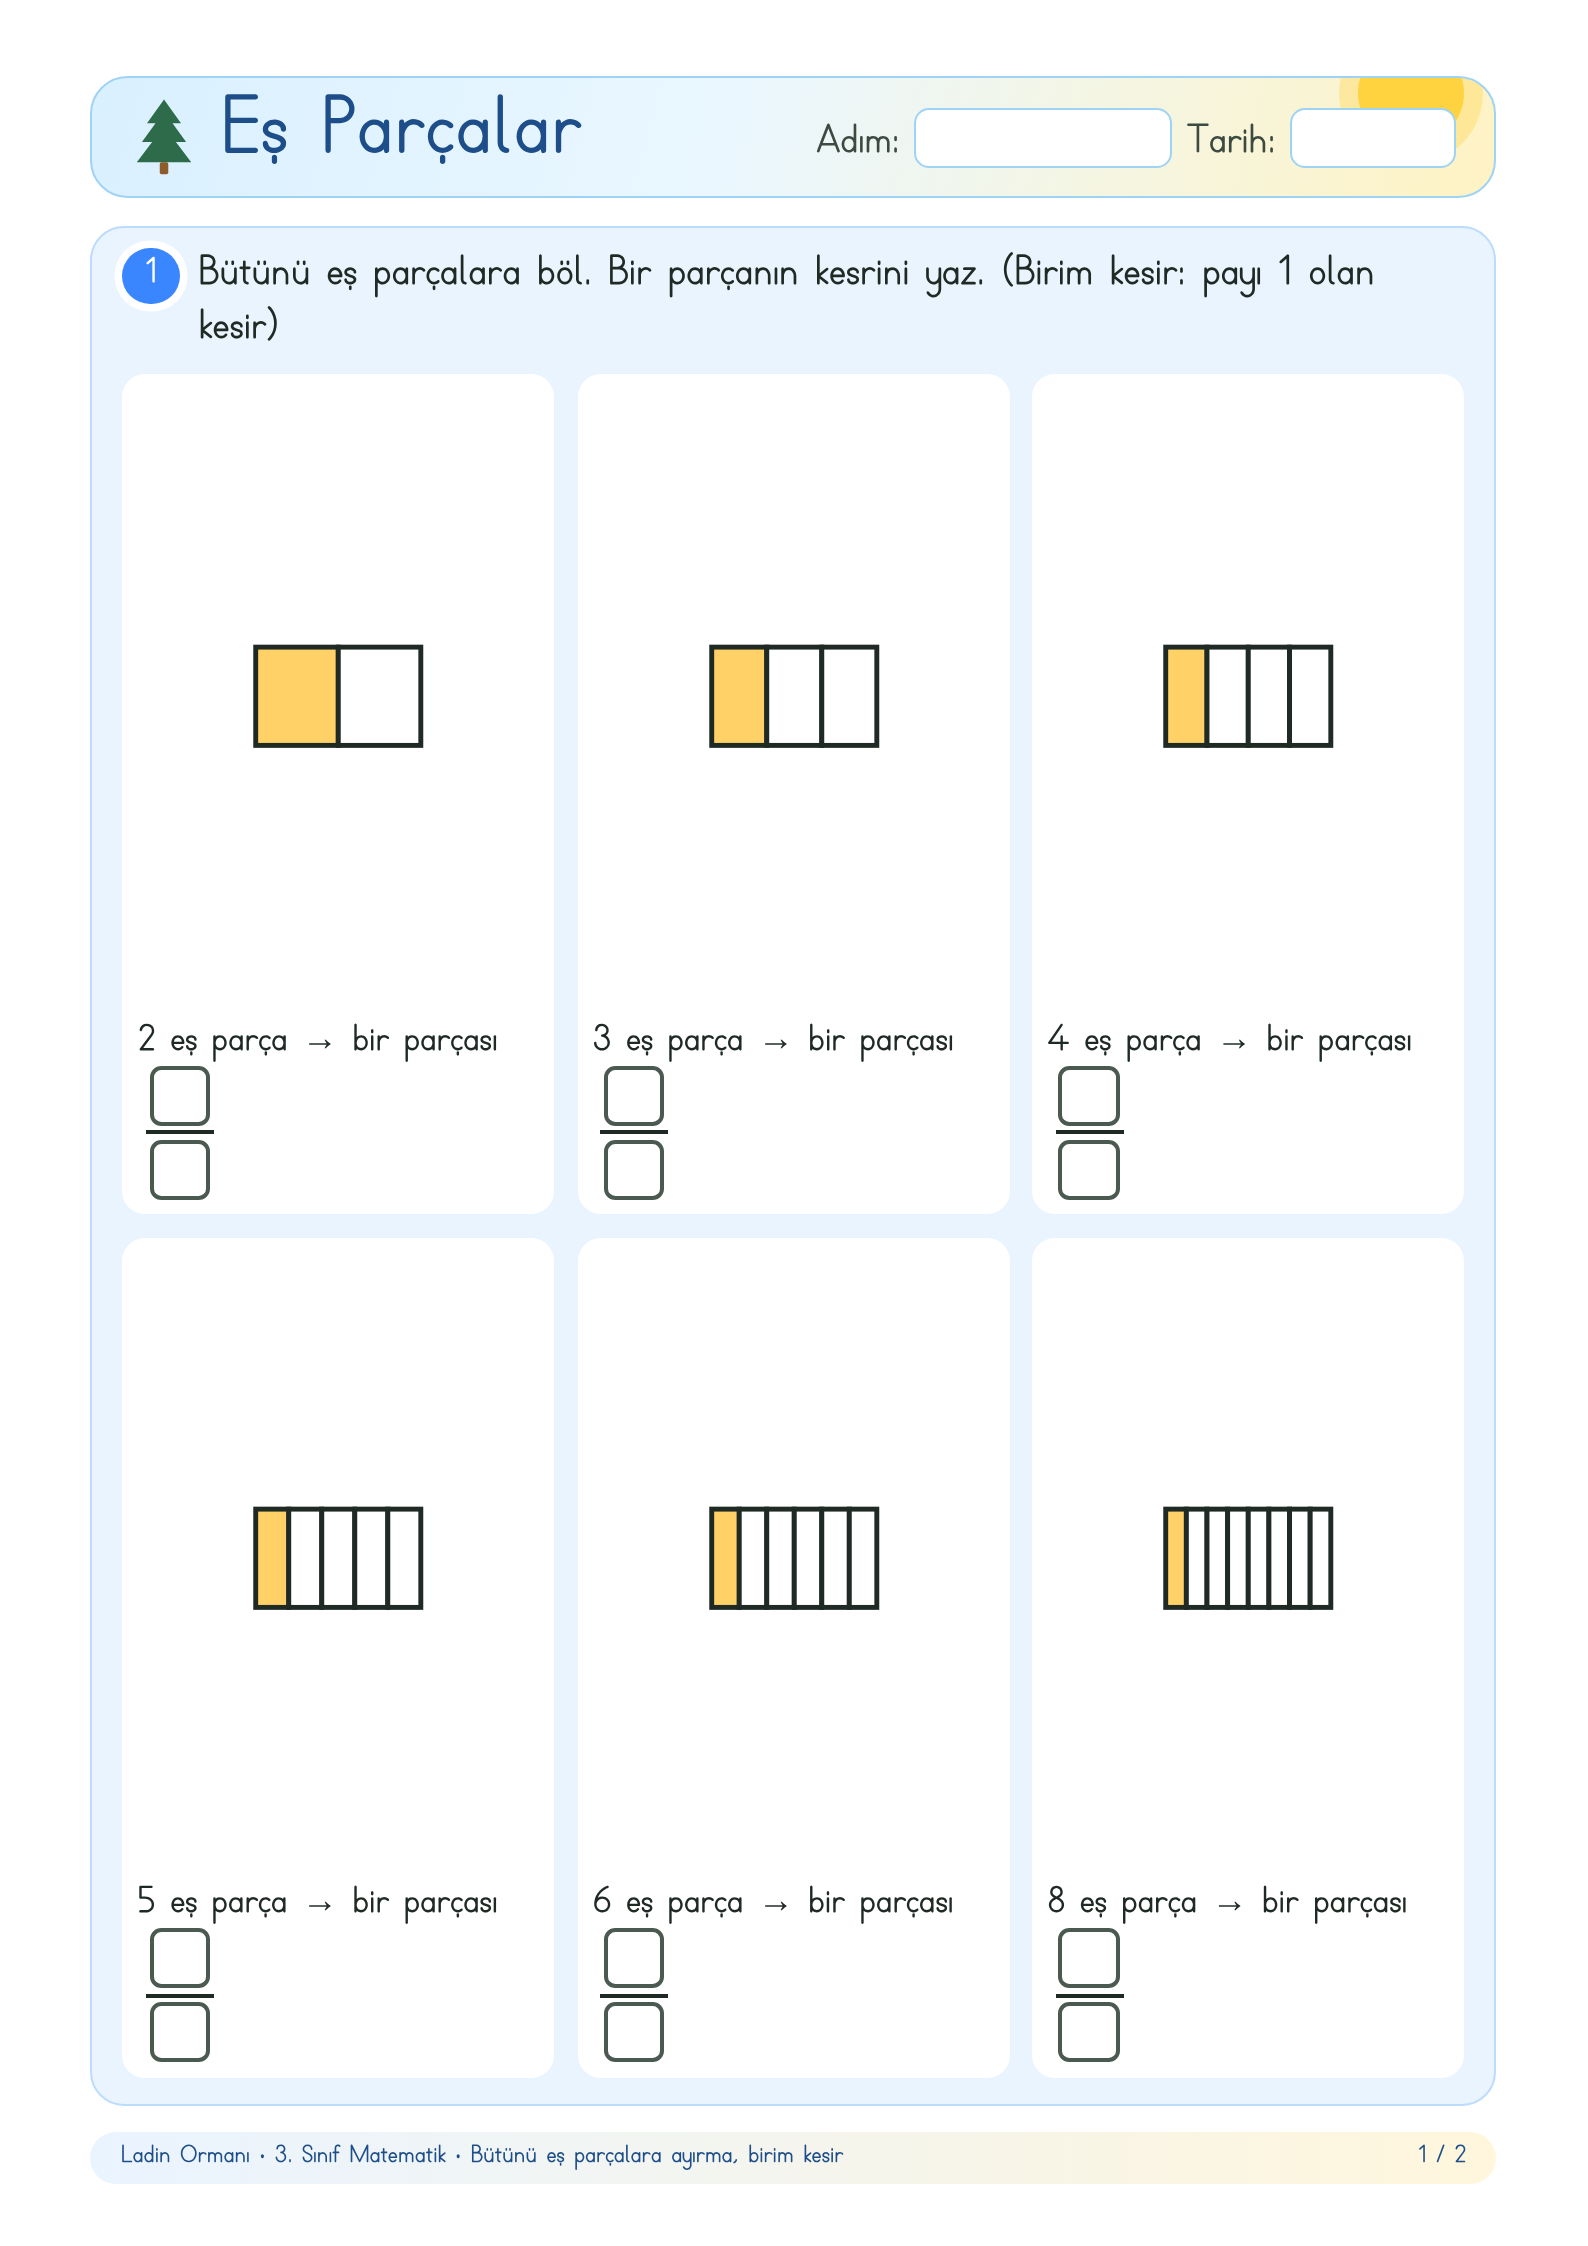 Eş Parçalar
Adım:
Tarih:
1
Bütünü eş parçalara böl. Bir parçanın kesrini yaz. (Birim kesir: payı 1 olan
kesir)
2 eş parça → bir parçası
3 eş parça → bir parçası
4 eş parça → bir parçası
5 eş parça → bir parçası
6 eş parça → bir parçası
8 eş parça → bir parçası
Ladin Ormanı • 3. Sınıf Matematik • Bütünü eş parçalara ayırma, birim kesir
1 / 2